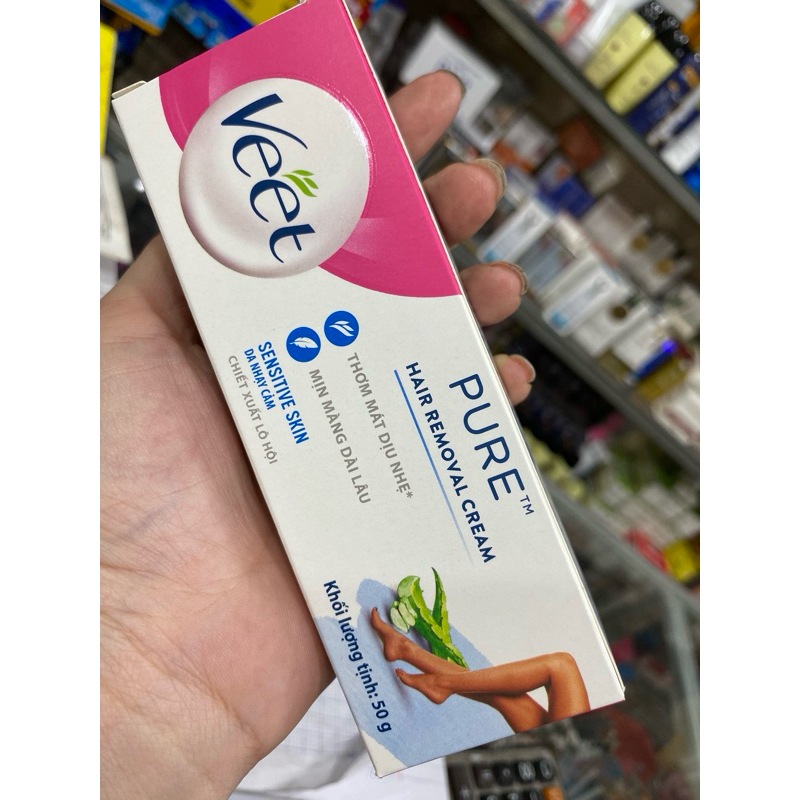 Veet
PURE™
HAIR REMOVAL CREAM
THƠM MÁT DỊU NHẸ*
MỊN MÀNG DÀI LÂU
SENSITIVE SKIN
DA NHẠY CẢM
CHIẾT XUẤT LÔ HỘI
Khối lượng tịnh: 50 g